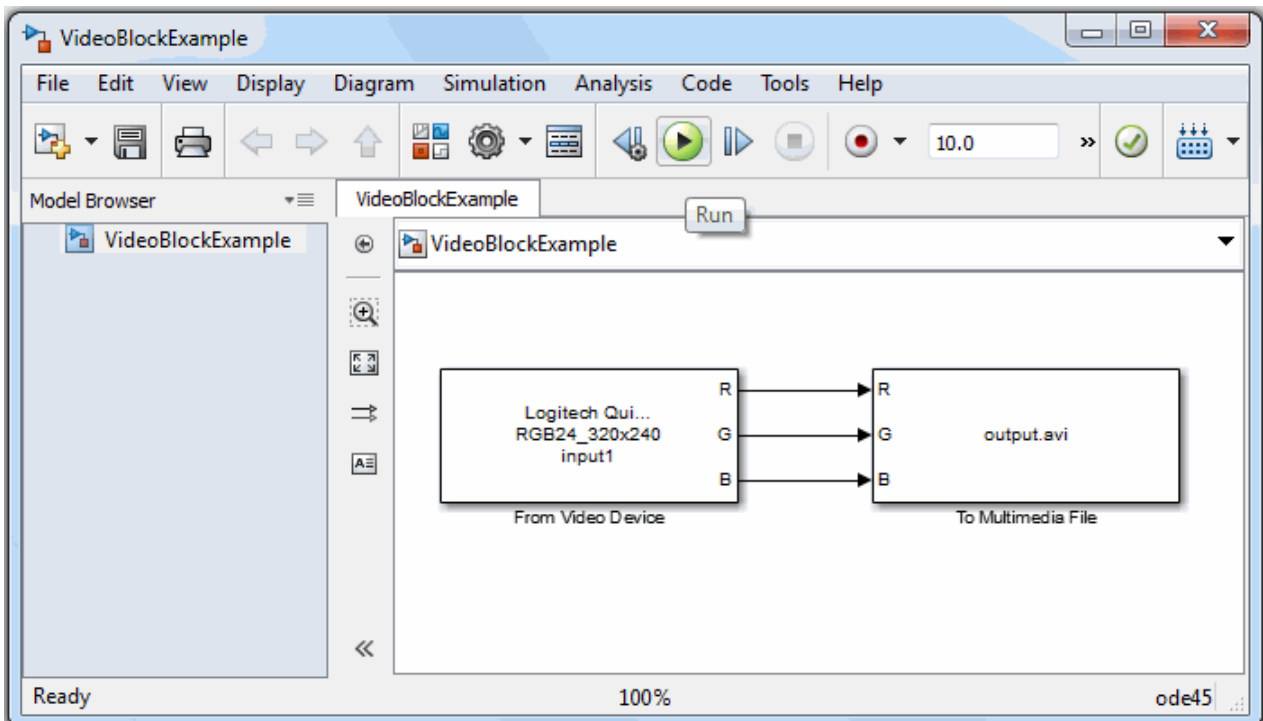 VideoBlockExample
File Edit View Display Diagram Simulation Analysis Code Tools Help
10.0 »
Model Browser
VideoBlockExample
Run
VideoBlockExample
VideoBlockExample
Logitech Qui...
RGB24_320x240
input1
R
G
B
R
G
B
output.avi
From Video Device
To Multimedia File
Ready 100% ode45